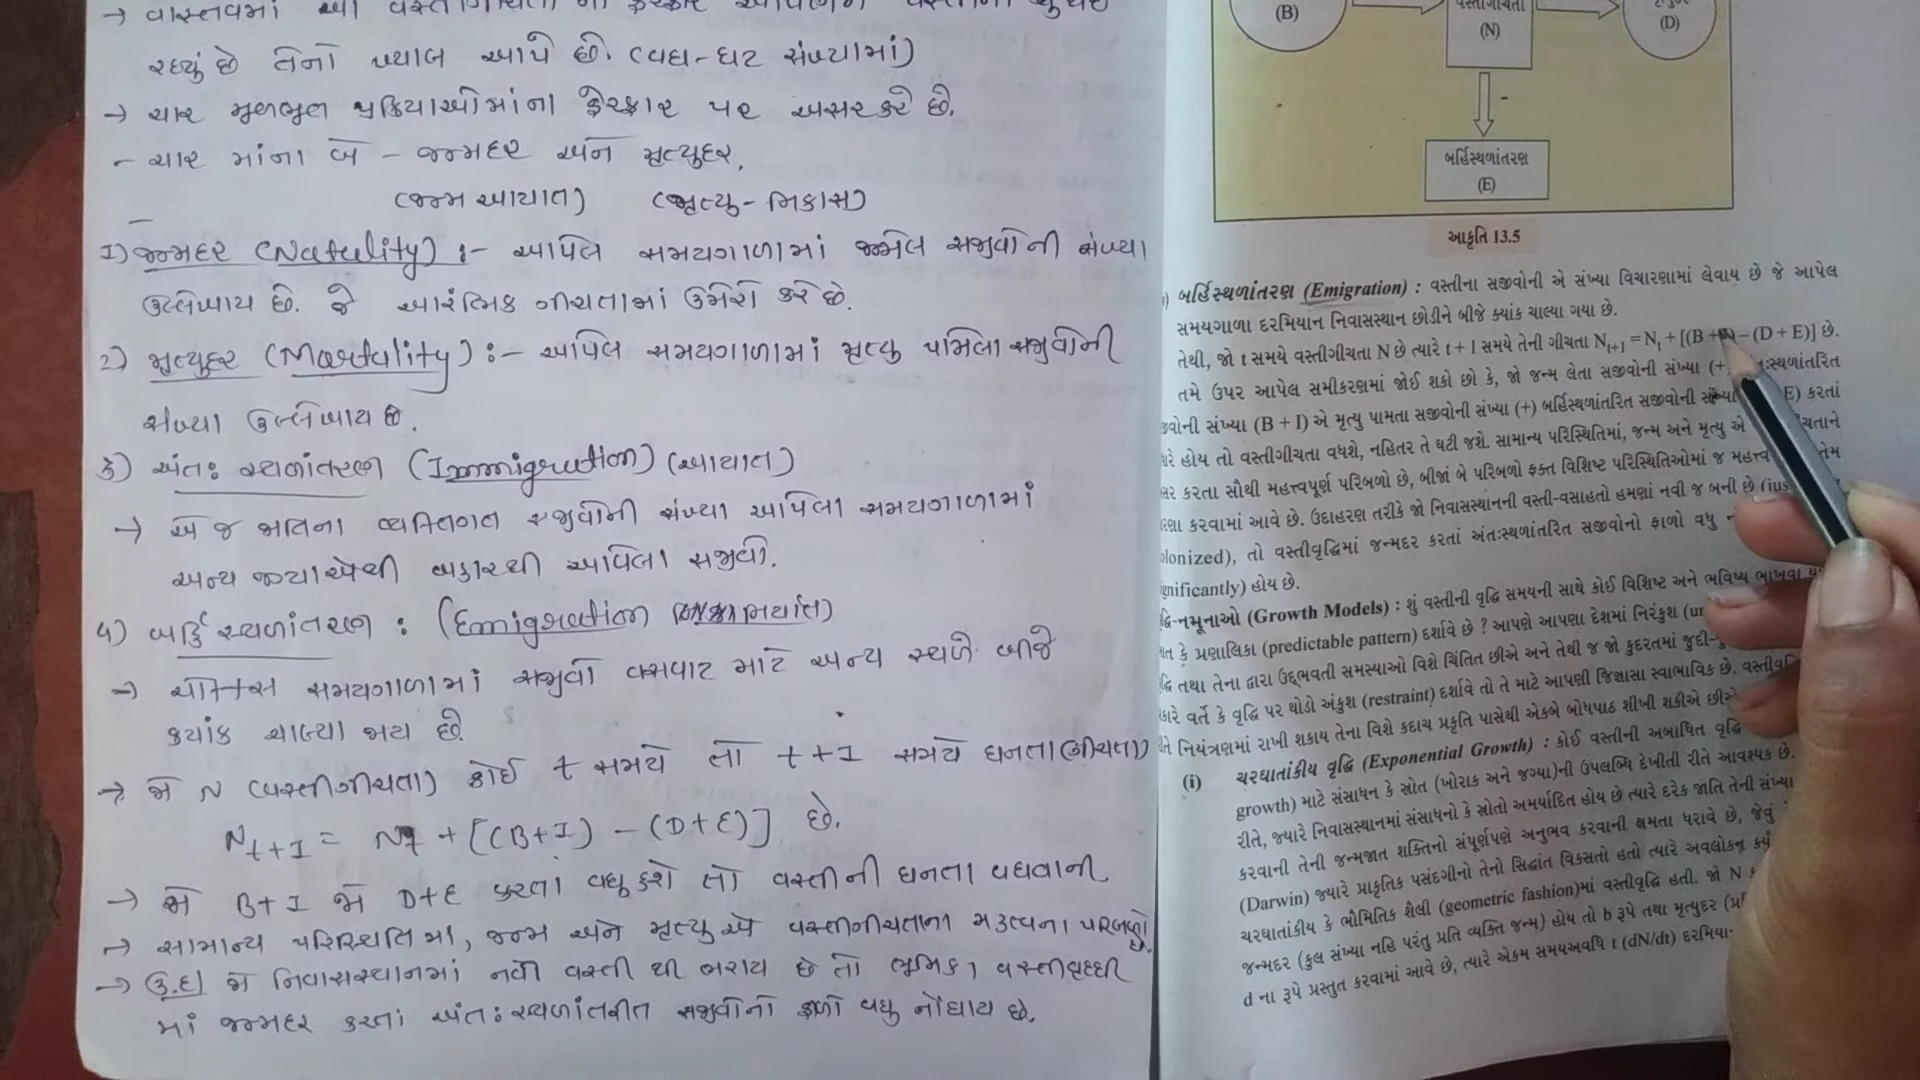 રહ્યું છે તેનો ખ્યાલ આપે છે. (વધ-ઘટ સંખ્યામાં)
→ ચાર મૂળભૂત પ્રક્રિયાઓમાંના ફેરફાર પર અસર કરે છે.
- ચાર માંના બે - જન્મદર અને મૃત્યુદર.
(જન્મ આયાત) (મૃત્યુ-નિકાસ)
1) જન્મદર (Natality) :- આપેલ સમયગાળામાં જન્મેલ સજીવોની સંખ્યા
ઉલ્લેખાય છે. જે આરંભિક ગીચતામાં ઉમેરો કરે છે.
2) મૃત્યુદર (Mortality) :- આપેલ સમયગાળામાં મૃત્યુ પામેલા સજીવોની
સંખ્યા ઉલ્લેખાય છે.
3) અંતઃ સ્થળાંતરણ (Immigration) (આયાત)
→ એ જ જાતિના વ્યક્તિગત સજીવોની સંખ્યા આપેલા સમયગાળામાં
અન્ય જગ્યાએથી બહારથી આવેલા સજીવો.
4) બર્હિ સ્થળાંતરણ : (Emigration નિર્યાત)
→ ચોક્કસ સમયગાળામાં સજીવો વસવાટ માટે અન્ય સ્થળે બીજે
ક્યાંક ચાલ્યા જાય છે.
→ જો N (વસ્તીગીચતા) કોઈ t સમયે તો t+1 સમયે ઘનતા(ગીચતા)
Nt+1 = Nt + [(B+I) - (D+E)] છે.
→ જો B+I જો D+E કરતાં વધુ હશે તો વસ્તીની ઘનતા વધવાની
→ સામાન્ય પરિસ્થિતિમાં, જન્મ અને મૃત્યુ એ વસ્તીગીચતાના મહત્વના પરિબળો
→ ઉ.દા જો નિવાસસ્થાનમાં નવી વસ્તી થી ભરાય છે તો ભૂમિકા વસ્તીવૃદ્ધી
માં જન્મદર કરતાં અંતઃસ્થળાંતરીત સજીવોનો ફાળો વધુ નોંધાય છે.
(B)
વસ્તીગીચતા
(N)
(D)
-
બર્હિસ્થળાંતરણ
(E)
આકૃતિ 13.5
બર્હિસ્થળાંતરણ (Emigration) : વસ્તીના સજીવોની એ સંખ્યા વિચારણામાં લેવાય છે જે આપેલ
સમયગાળા દરમિયાન નિવાસસ્થાન છોડીને બીજે ક્યાંક ચાલ્યા ગયા છે.
તેથી, જો t સમયે વસ્તીગીચતા N છે ત્યારે t + 1 સમયે તેની ગીચતા Nt+1 = Nt + [(B + I) – (D + E)] છે.
તમે ઉપર આપેલ સમીકરણમાં જોઈ શકો છો કે, જો જન્મ લેતા સજીવોની સંખ્યા (+)
સંખ્યા (B + I) એ મૃત્યુ પામતા સજીવોની સંખ્યા (+) બર્હિસ્થળાંતરિત સજીવોની સંખ્યા E) કરતાં
હોય તો વસ્તીગીચતા વધશે, નહિતર તે ઘટી જશે. સામાન્ય પરિસ્થિતિમાં, જન્મ અને મૃત્યુ એ
કરતા સૌથી મહત્ત્વપૂર્ણ પરિબળો છે, બીજાં બે પરિબળો ફક્ત વિશિષ્ટ પરિસ્થિતિઓમાં જ મહત્ત્વ
કરવામાં આવે છે. ઉદાહરણ તરીકે જો નિવાસસ્થાનની વસ્તી-વસાહતો હમણાં નવી જ બની છે
તો વસ્તીવૃદ્ધિમાં જન્મદર કરતાં અંતઃસ્થળાંતરિત સજીવોનો ફાળો વધુ
હોય છે.
(Growth Models) : શું વસ્તીની વૃદ્ધિ સમયની સાથે કોઈ વિશિષ્ટ અને ભવિષ્ય ભાખવા
કે પ્રણાલિકા (predictable pattern) દર્શાવે છે ? આપણે આપણા દેશમાં નિરંકુશ
તથા તેના દ્વારા ઉદ્ભવતી સમસ્યાઓ વિશે ચિંતિત છીએ અને તેથી જ જો કુદરતમાં
વર્તે કે વૃદ્ધિ પર થોડો અંકુશ (restraint) દર્શાવે તો તે માટે આપણી જિજ્ઞાસા સ્વાભાવિક છે.
નિયંત્રણમાં રાખી શકાય તેના વિશે કદાચ પ્રકૃતિ પાસેથી એકબે બોધપાઠ શીખી શકીએ છીએ
(i) ચરઘાતાંકીય વૃદ્ધિ (Exponential Growth) : કોઈ વસ્તીની અબાધિત વૃદ્ધિ
growth) માટે સંસાધન કે સ્રોત (ખોરાક અને જગ્યા)ની ઉપલબ્ધિ દેખીતી રીતે આવશ્યક છે.
રીતે, જ્યારે નિવાસસ્થાનમાં સંસાધનો કે સ્રોતો અમર્યાદિત હોય છે ત્યારે દરેક જાતિ તેની સંખ્યા
કરવાની તેની જન્મજાત શક્તિનો સંપૂર્ણપણે અનુભવ કરવાની ક્ષમતા ધરાવે છે, જેવું
(Darwin) જ્યારે પ્રાકૃતિક પસંદગીનો તેનો સિદ્ધાંત વિકસતો હતો ત્યારે અવલોકન કર્યું
ચરઘાતાંકીય કે ભૌમિતિક શૈલી (geometric fashion)માં વસ્તીવૃદ્ધિ હતી. જો N
જન્મદર (કુલ સંખ્યા નહિ પરંતુ પ્રતિ વ્યક્તિ જન્મ) હોય તો b રૂપે તથા મૃત્યુદર
d ના રૂપે પ્રસ્તુત કરવામાં આવે છે, ત્યારે એકમ સમયઅવધિ t (dN/dt) દરમિયા